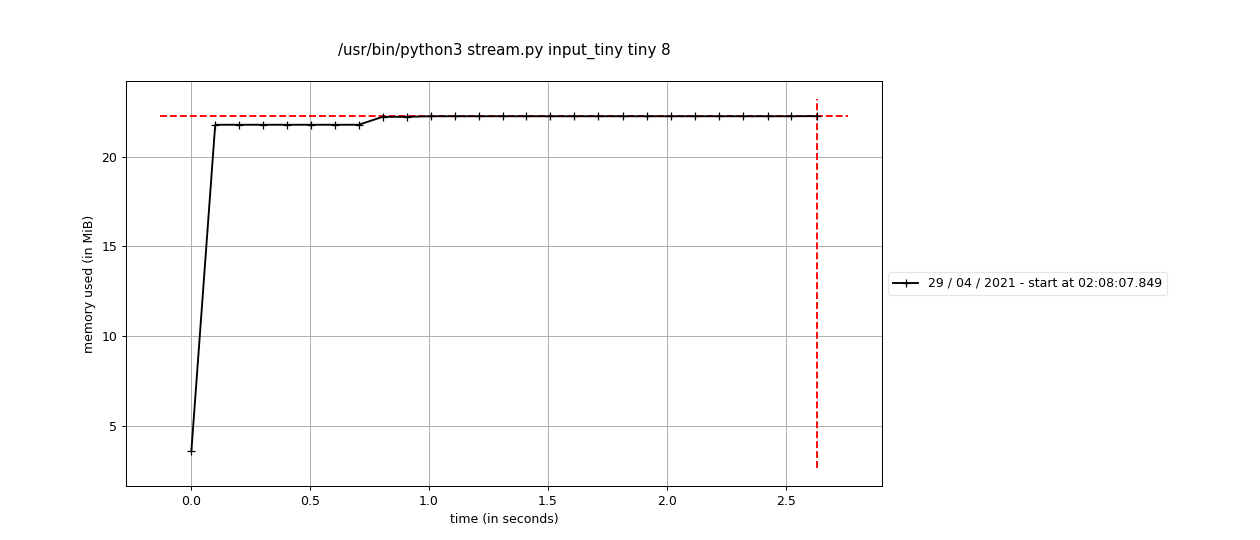 /usr/bin/python3 stream.py input_tiny tiny 8
20
15
10
5
memory used (in MiB)
0.0 0.5 1.0 1.5 2.0 2.5
time (in seconds)
29 / 04 / 2021 - start at 02:08:07.849